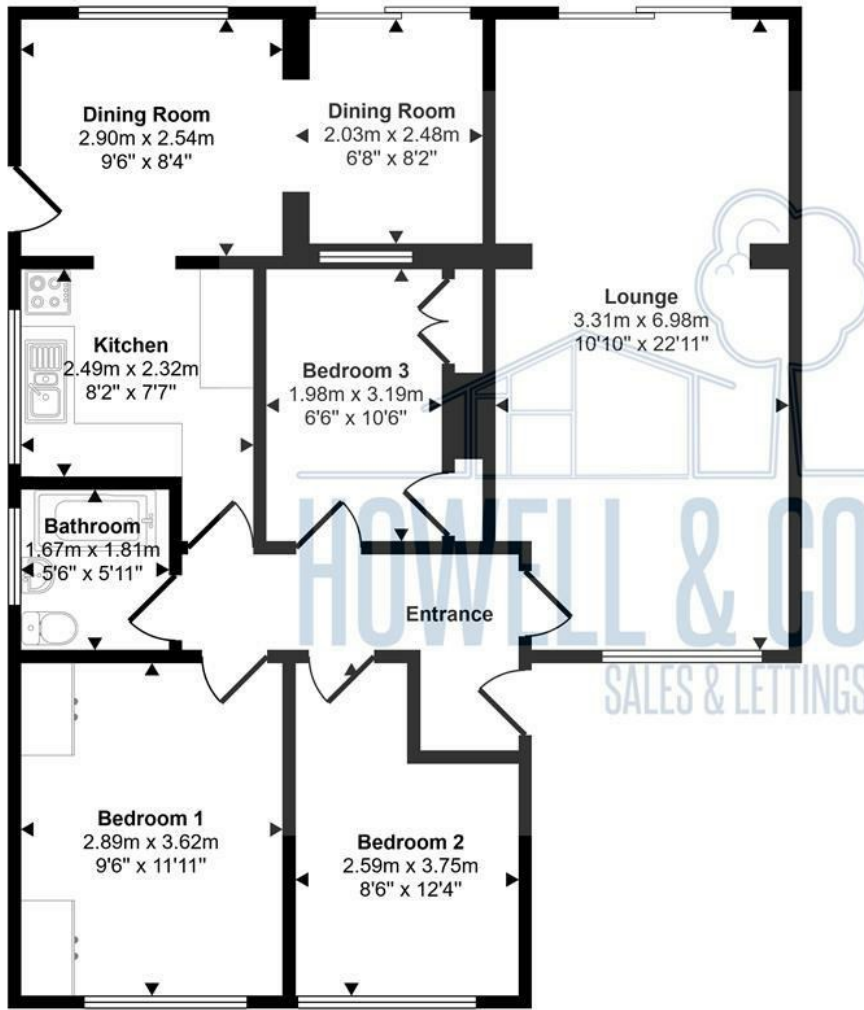 Dining Room
2.90m x 2.54m
9'6" x 8'4"
Dining Room
2.03m x 2.48m
6'8" x 8'2"
Lounge
3.31m x 6.98m
10'10" x 22'11"
Kitchen
2.49m x 2.32m
8'2" x 7'7"
Bedroom 3
1.98m x 3.19m
6'6" x 10'6"
Bathroom
1.67m x 1.81m
5'6" x 5'11"
Entrance
HOWELL & CO
SALES & LETTINGS
Bedroom 1
2.89m x 3.62m
9'6" x 11'11"
Bedroom 2
2.59m x 3.75m
8'6" x 12'4"